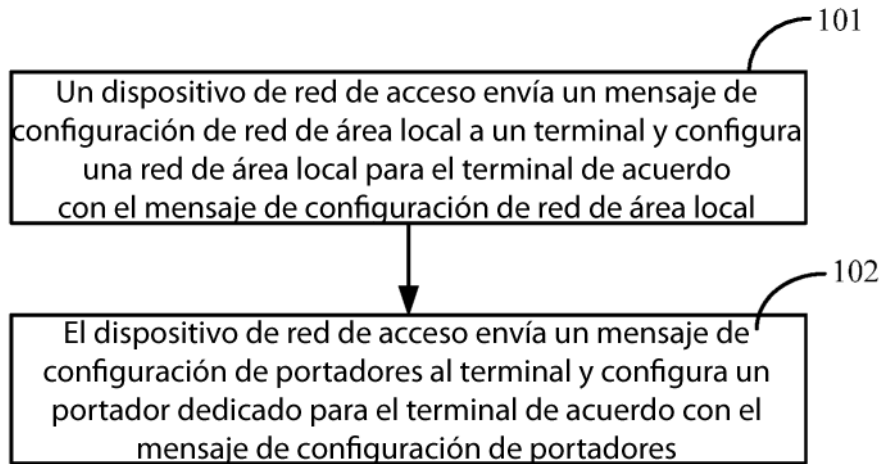 101
Un dispositivo de red de acceso envía un mensaje de
configuración de red de área local a un terminal y configura
una red de área local para el terminal de acuerdo
con el mensaje de configuración de red de área local
102
El dispositivo de red de acceso envía un mensaje de
configuración de portadores al terminal y configura un
portador dedicado para el terminal de acuerdo con el
mensaje de configuración de portadores